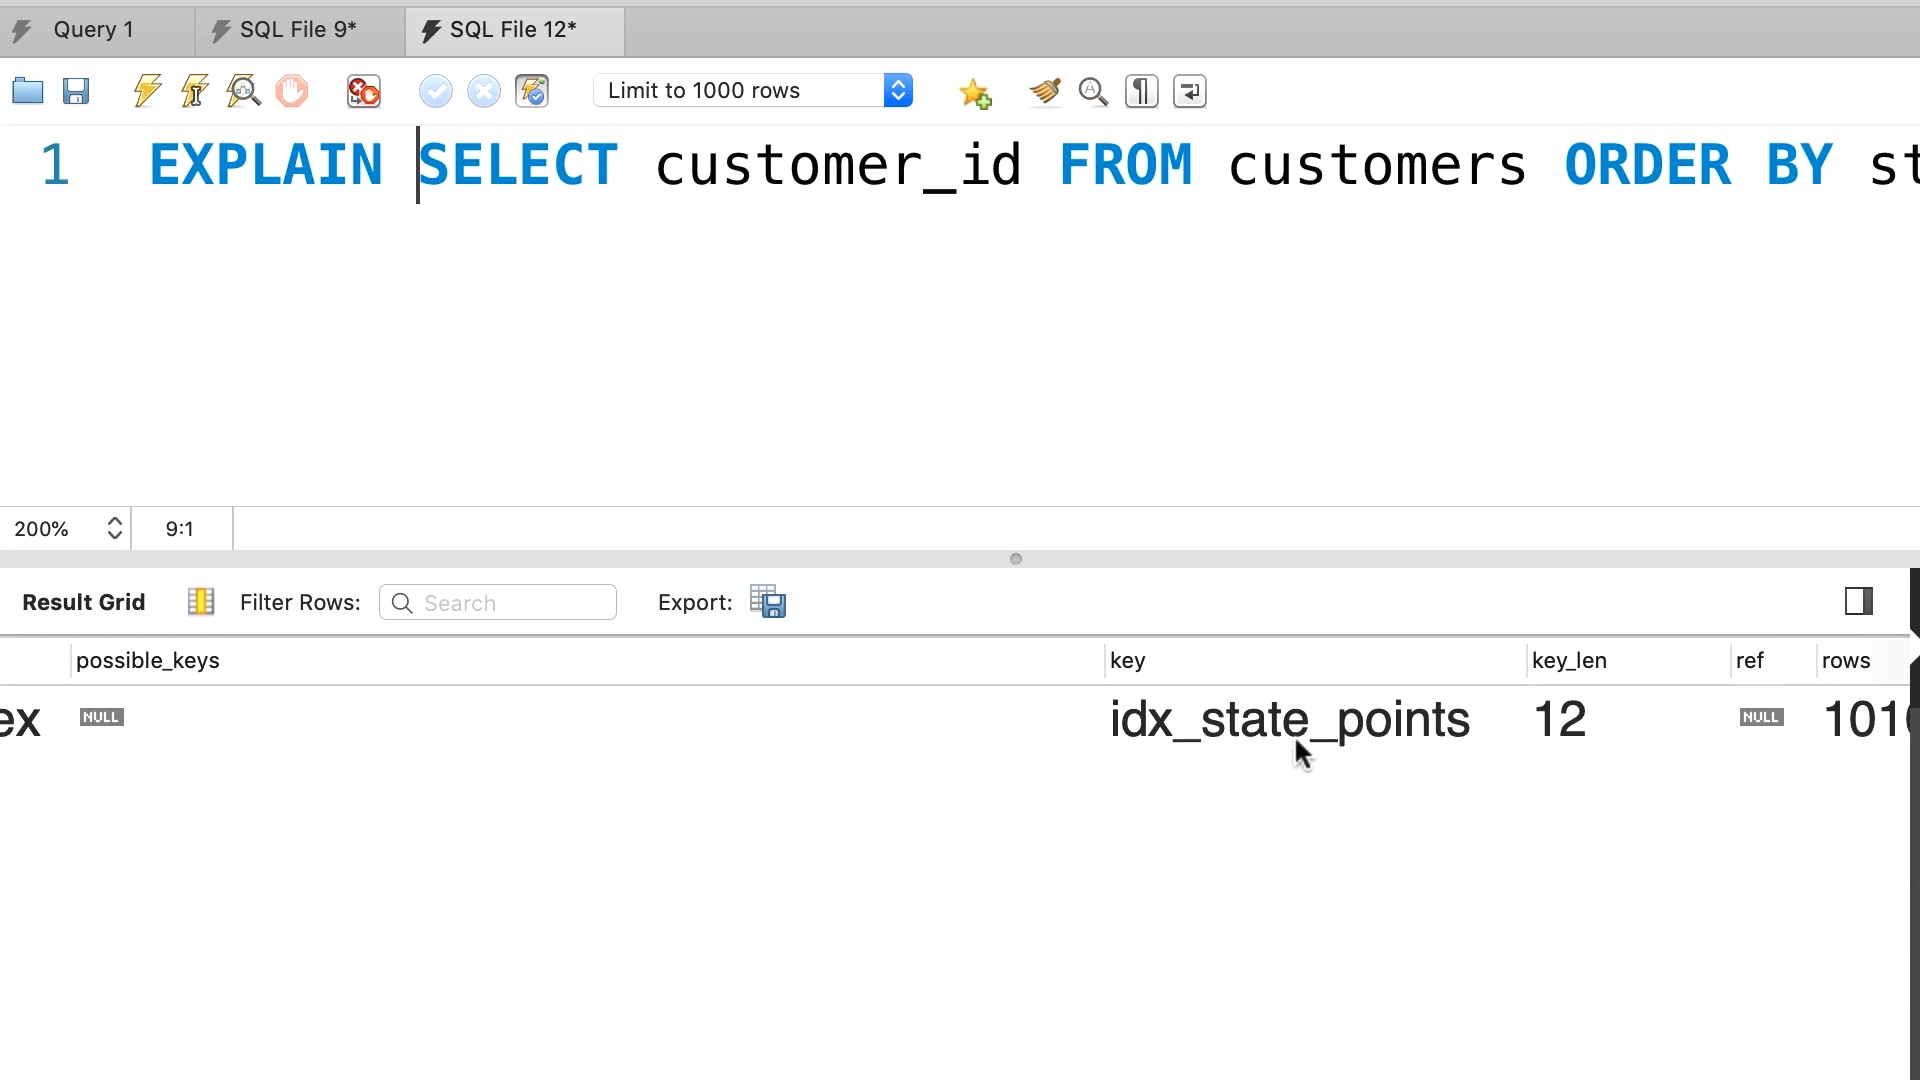 Query 1 SQL File 9* SQL File 12*
Limit to 1000 rows
1 EXPLAIN SELECT customer_id FROM customers ORDER BY st
200% 9:1
Result Grid Filter Rows: Search Export:
possible_keys key key_len ref rows
ex NULL idx_state_points 12 NULL 101